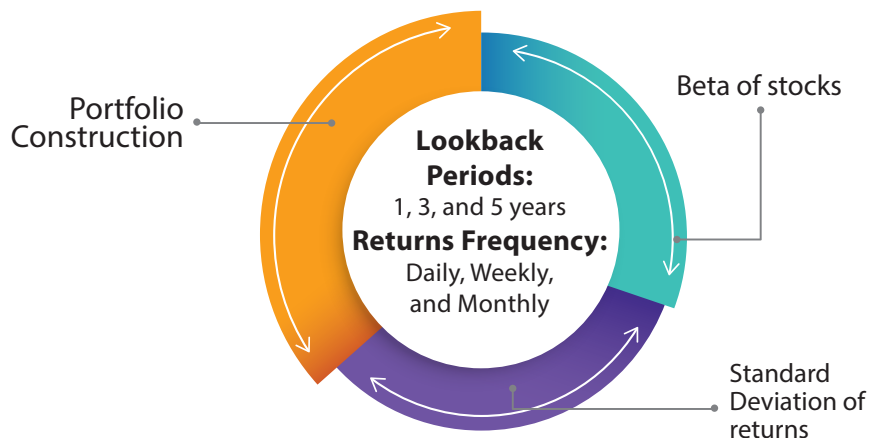 Portfolio
Construction
Lookback
Periods:
1, 3, and 5 years
Returns Frequency:
Daily, Weekly,
and Monthly
Beta of stocks
Standard
Deviation of
returns